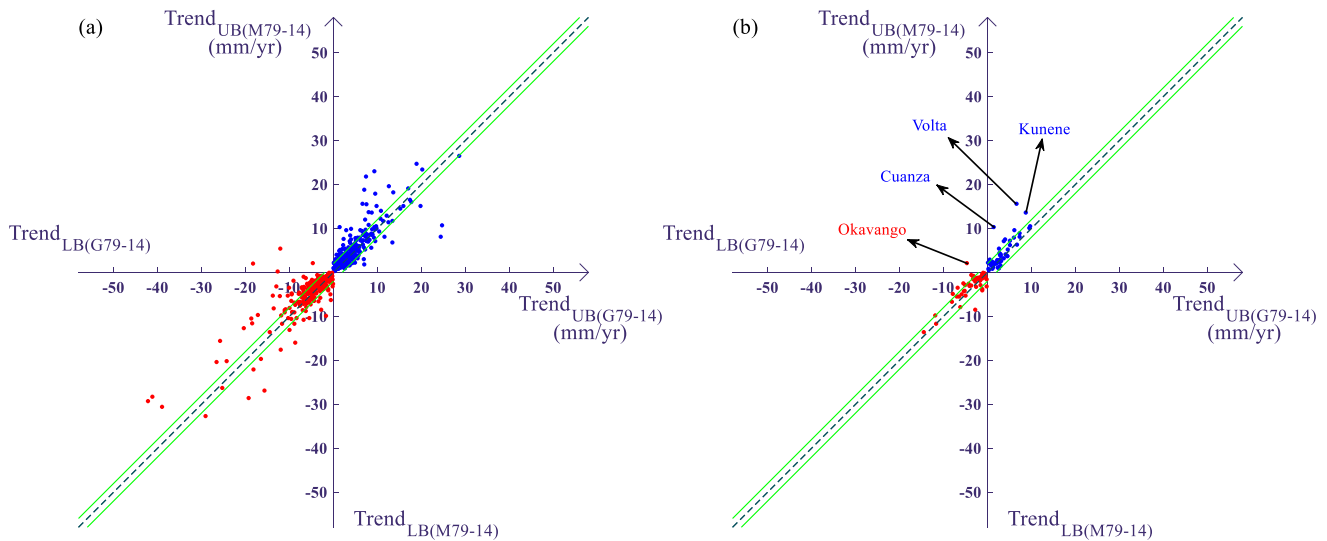 (a)
Trend UB(M79-14)
(mm/yr)
50
40
30
20
10
Trend LB(G79-14)
-50 -40 -30 -20 -10 10 20 30 40 50
Trend UB(G79-14)
(mm/yr)
-10
-20
-30
-40
-50
Trend LB(M79-14)
(b)
Trend UB(M79-14)
(mm/yr)
50
40
30
20
10
Volta
Kunene
Cuanza
Okavango
Trend LB(G79-14)
-50 -40 -30 -20 -10 10 20 30 40 50
Trend UB(G79-14)
(mm/yr)
-10
-20
-30
-40
-50
Trend LB(M79-14)